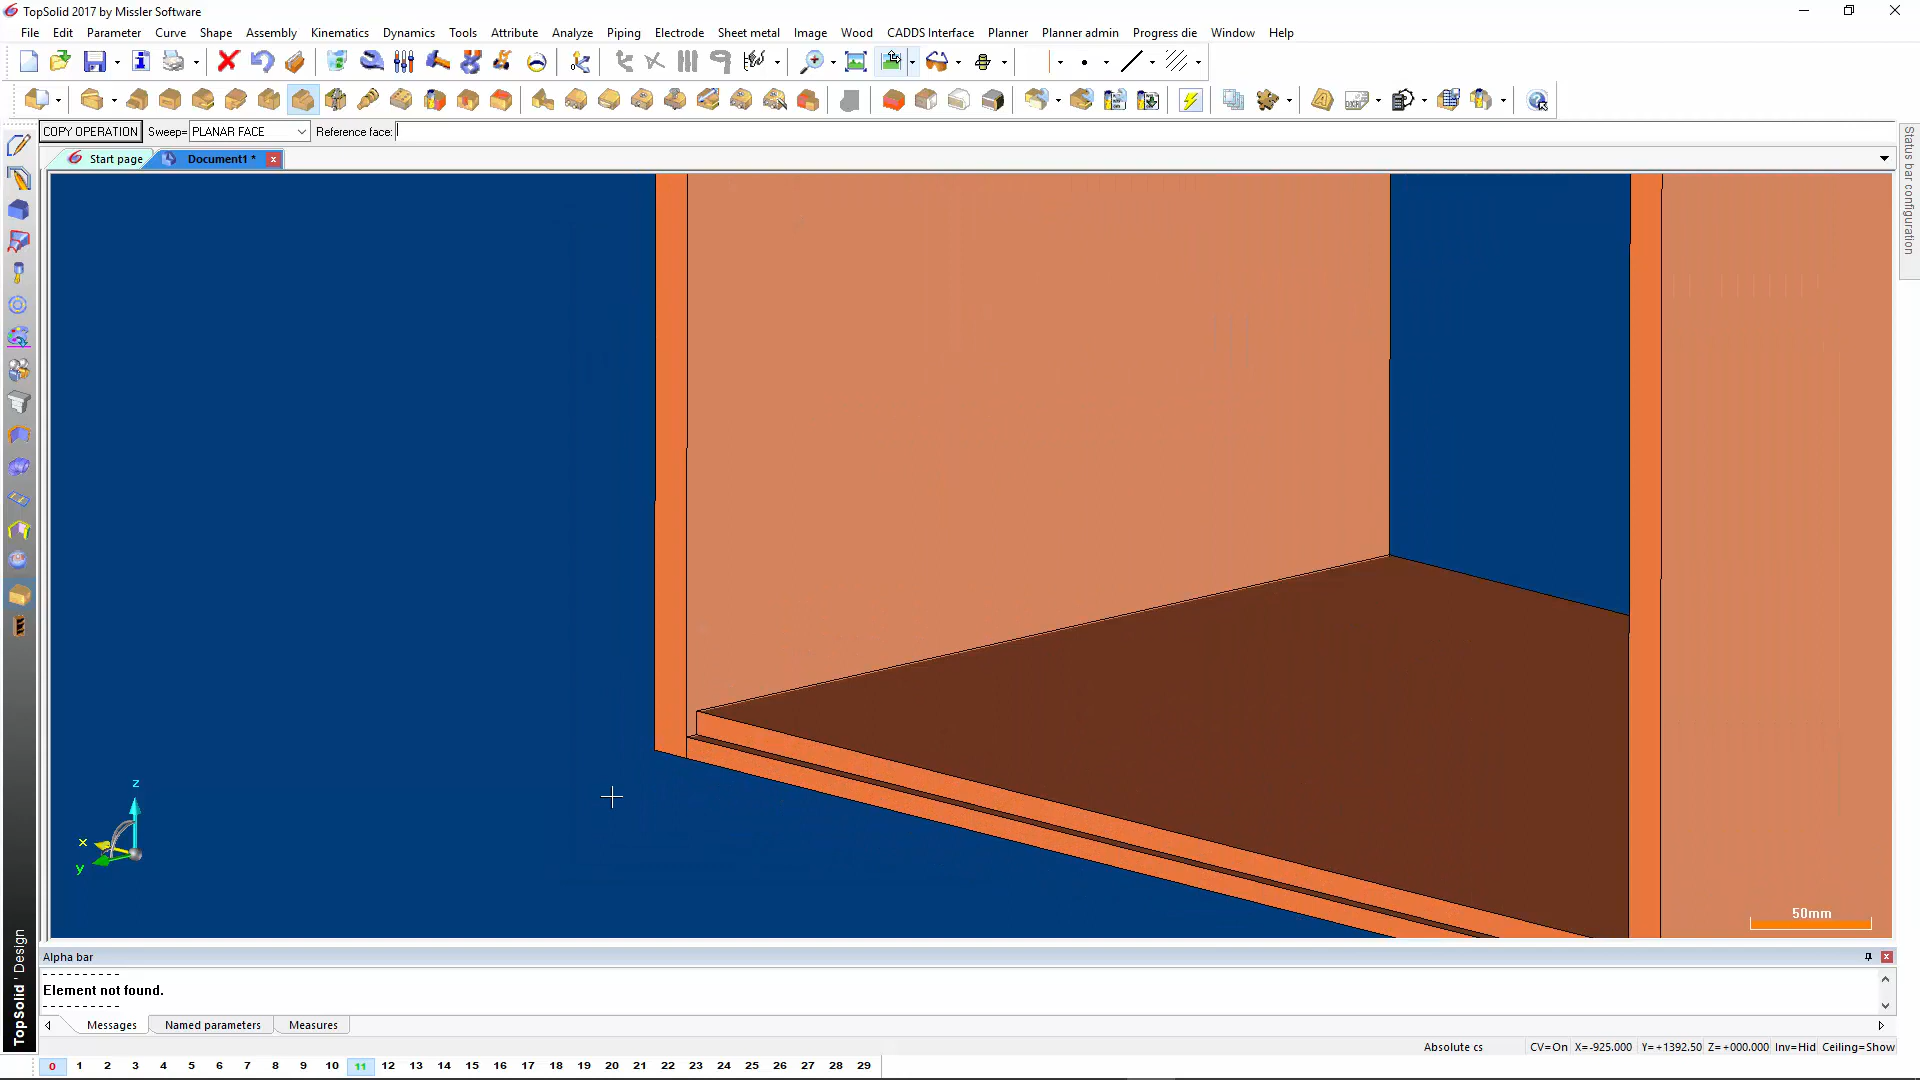 TopSolid 2017 by Missler Software
File Edit Parameter Curve Shape Assembly Kinematics Dynamics Tools Attribute Analyze Piping Electrode Sheet metal Image Wood CADDS Interface Planner Planner admin Progress die Window Help
COPY OPERATION Sweep= PLANAR FACE Reference face:
Start page Document1 *
Status bar configuration
z
x
y
50mm
TopSolid ' Design
Alpha bar
----------
Element not found.
----------
Messages Named parameters Measures
Absolute cs CV=On X=-925.000 Y=+1392.50 Z=+000.000 Inv=Hid Ceiling=Show
0 1 2 3 4 5 6 7 8 9 10 11 12 13 14 15 16 17 18 19 20 21 22 23 24 25 26 27 28 29